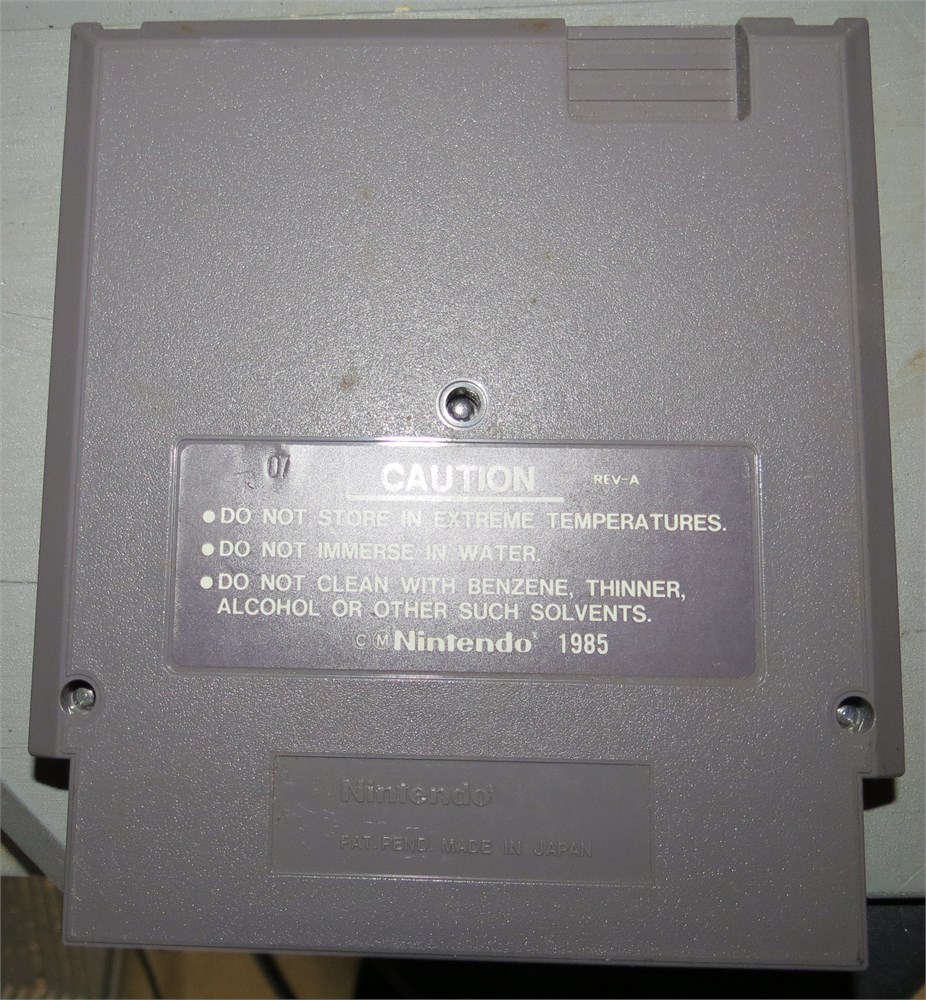 07
CAUTION REV-A
●DO NOT STORE IN EXTREME TEMPERATURES.
●DO NOT IMMERSE IN WATER.
●DO NOT CLEAN WITH BENZENE, THINNER,
ALCOHOL OR OTHER SUCH SOLVENTS.
©ⓂNintendo 1985
Nintendo
PAT. PEND. MADE IN JAPAN